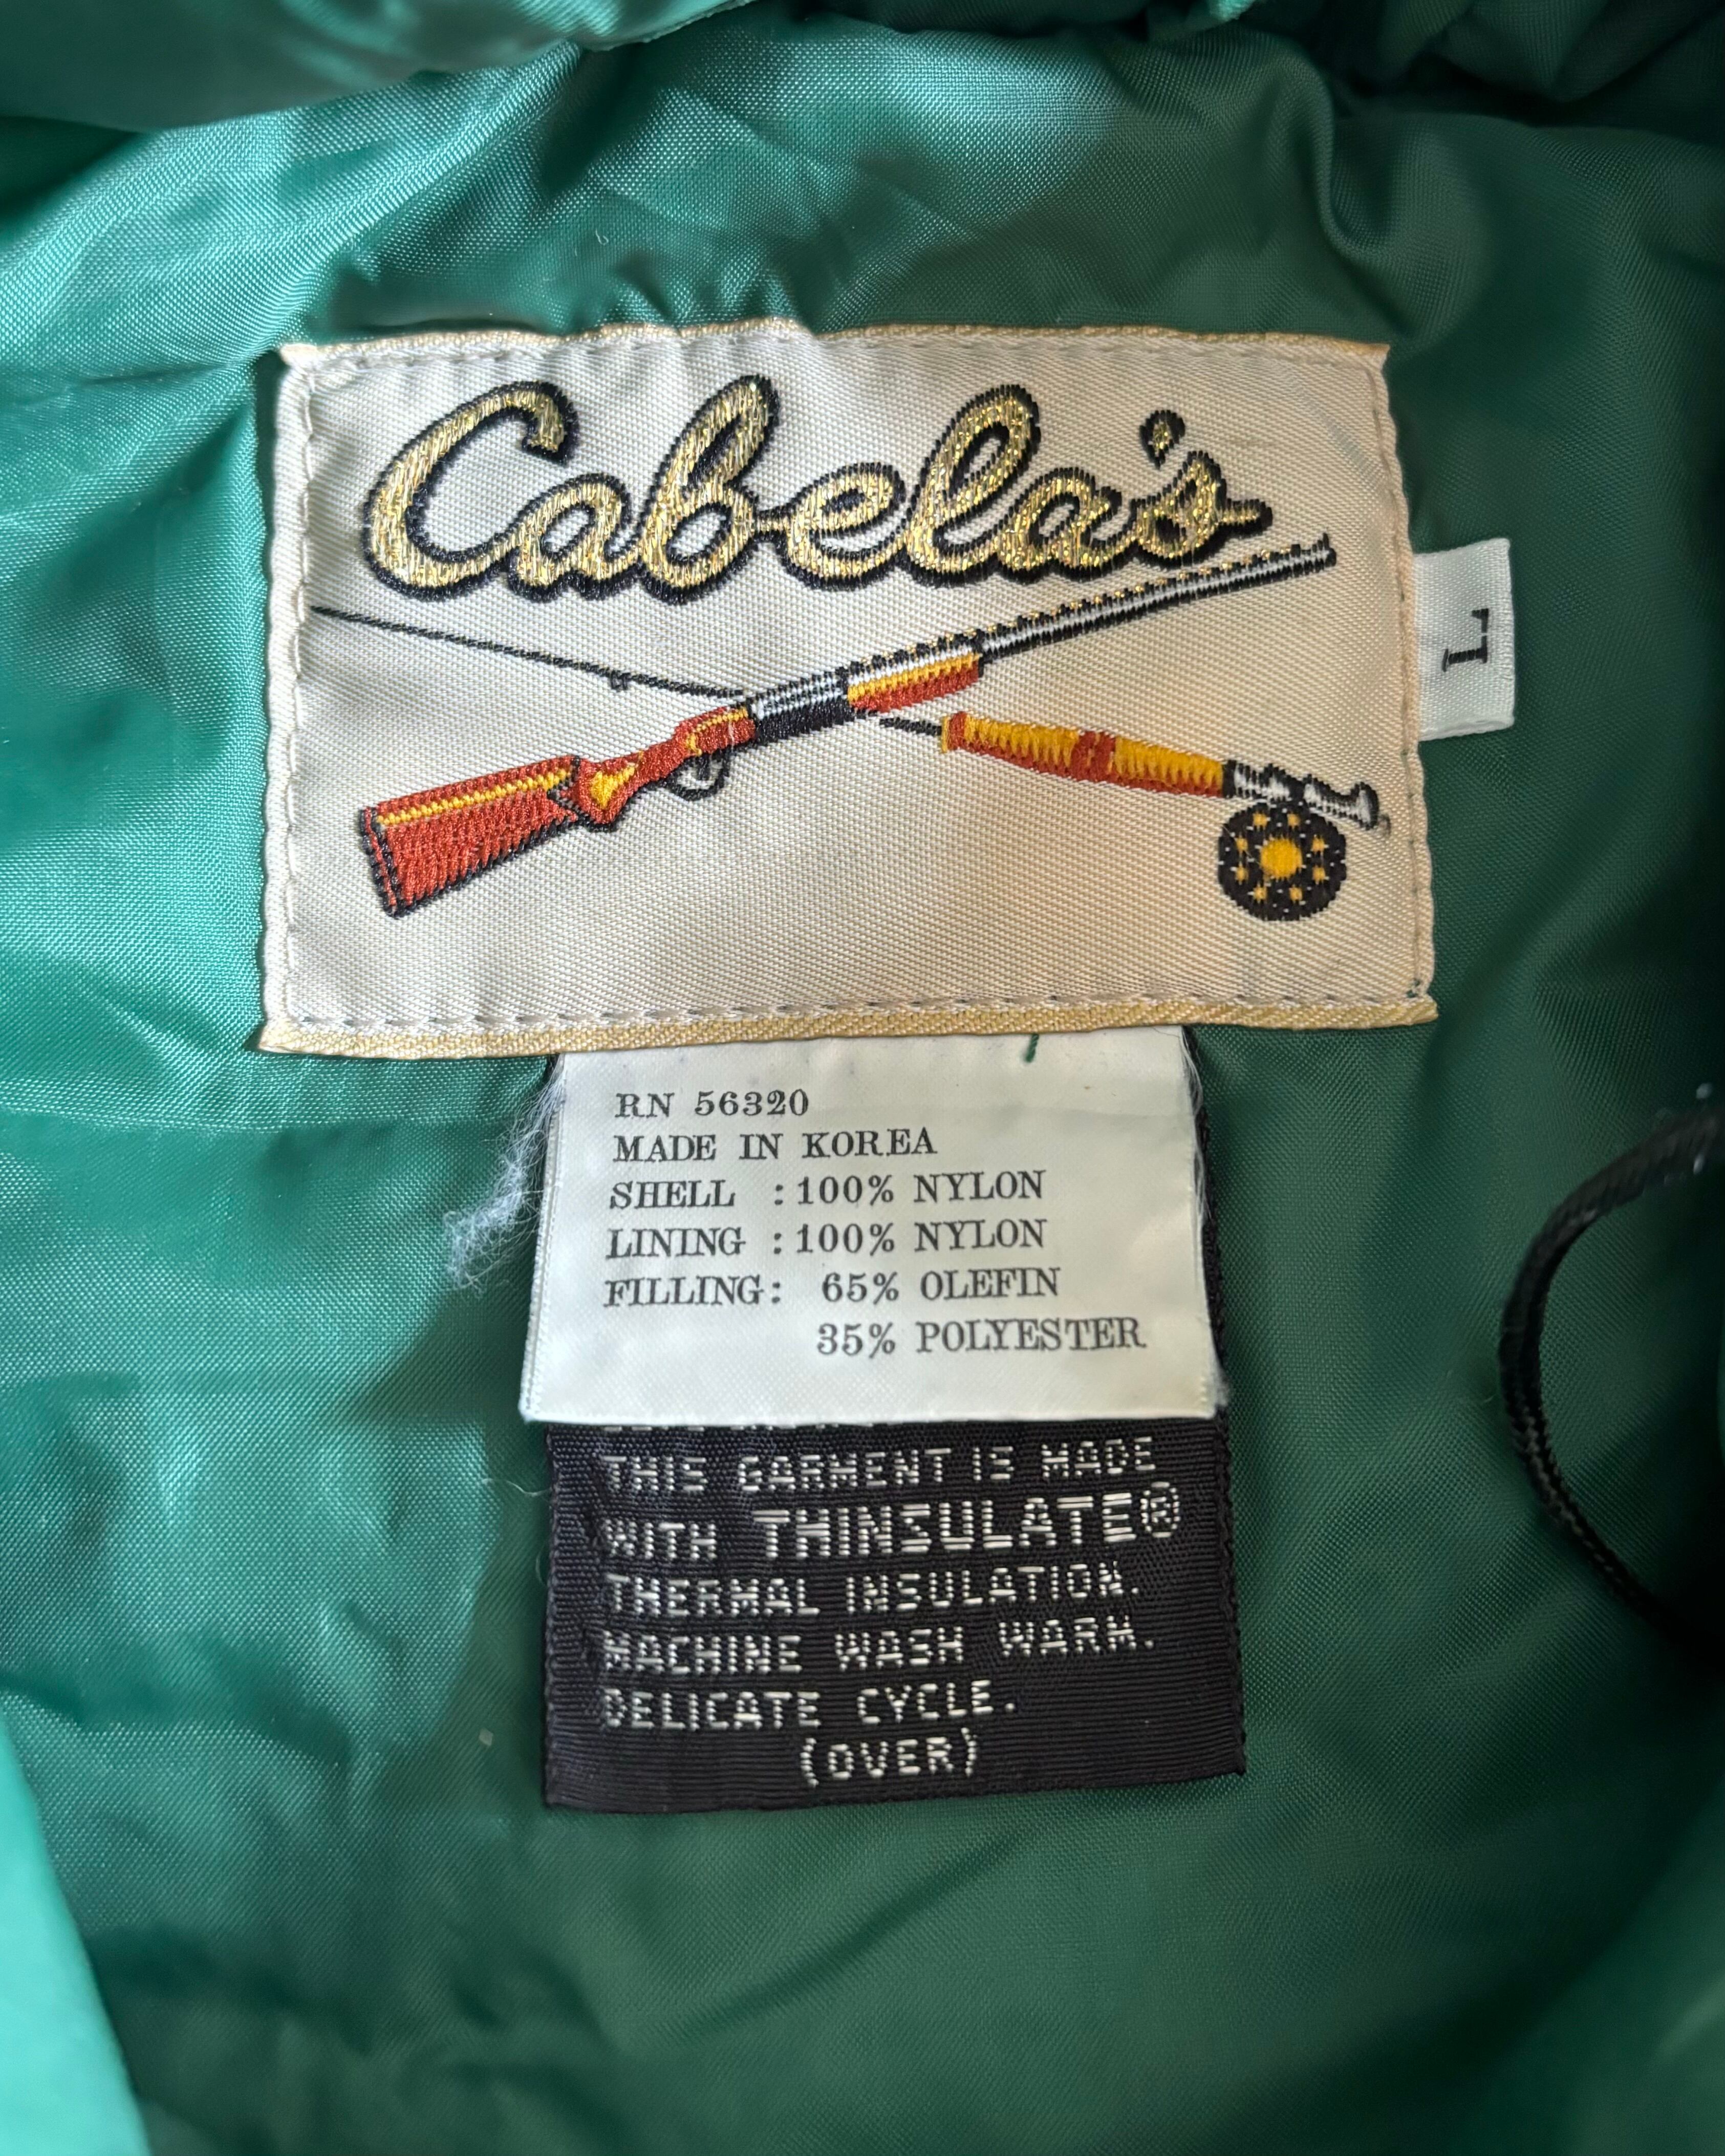 Cabela's
L
RN 56320
MADE IN KOREA
SHELL : 100% NYLON
LINING : 100% NYLON
FILLING: 65% OLEFIN
35% POLYESTER
THIS GARMENT IS MADE
WITH THINSULATE®
THERMAL INSULATION.
MACHINE WASH WARM.
DELICATE CYCLE.
(OVER)